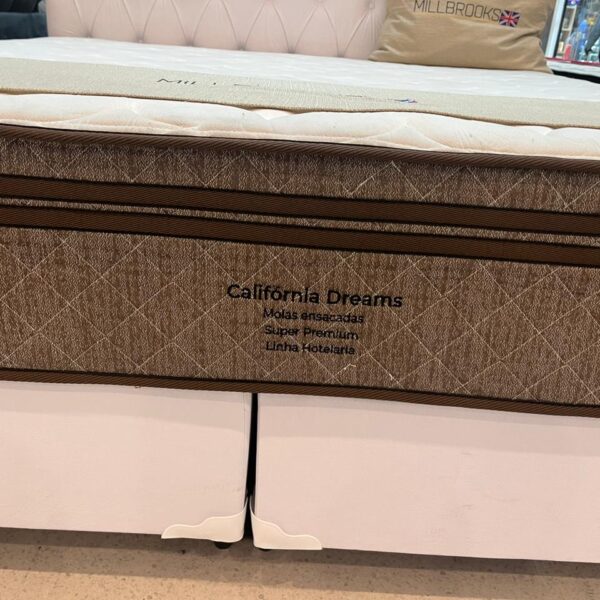 MILLBROOKS
Califórnia Dreams
Molas ensacadas
Super Premium
Linha Hotelaria